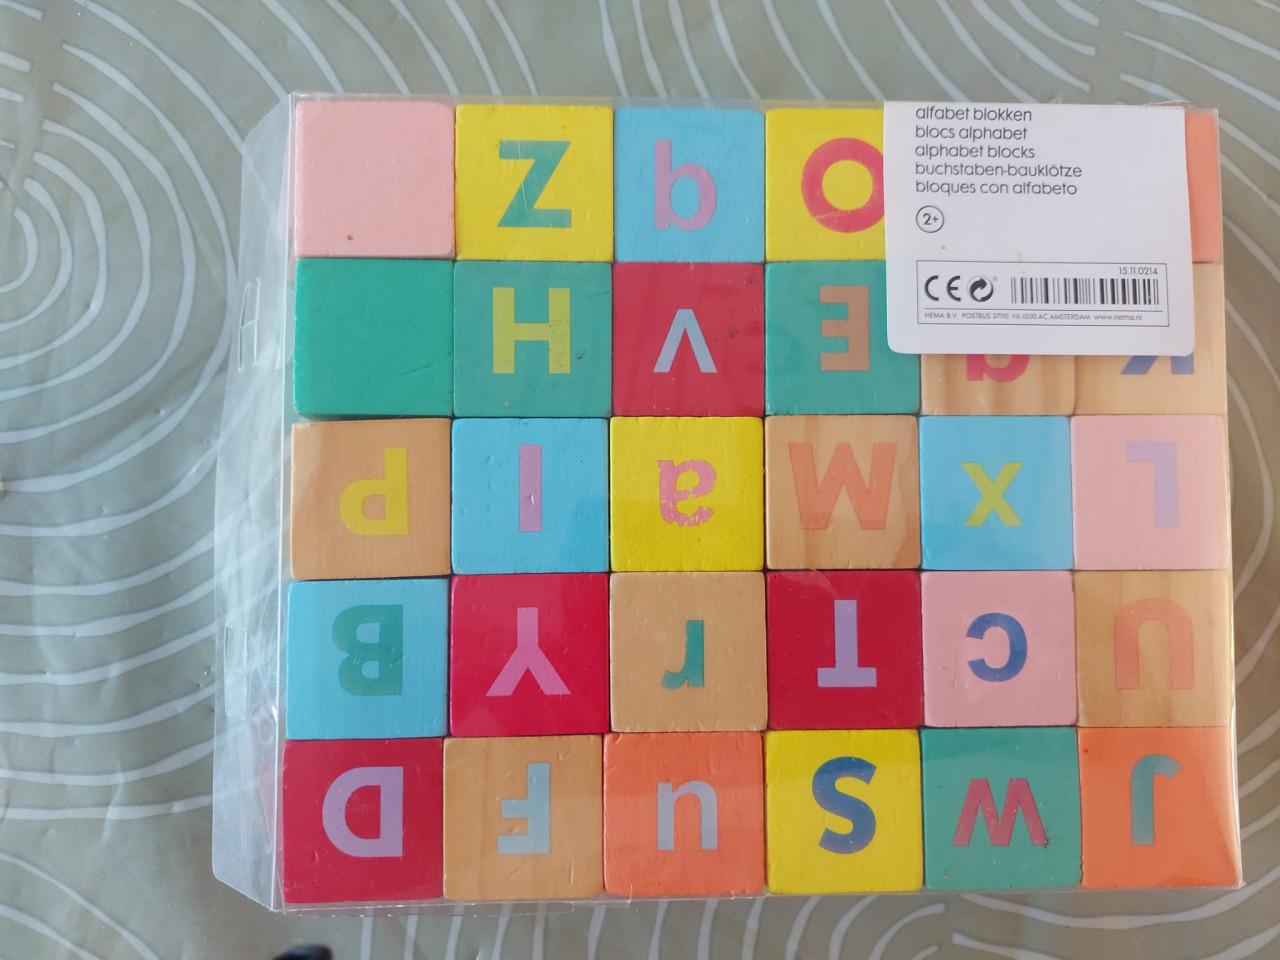 alfabet blokken
blocs alphabet
alphabet blocks
buchstaben-bauklötze
bloques con alfabeto
2+
15.11.0214
CE
HEMA B.V. POSTBUS 37110 NL-1030 AC AMSTERDAM www.hema.nl
Z q O
H v E K
P I a M x L
B Y r T c U
D F u S w J